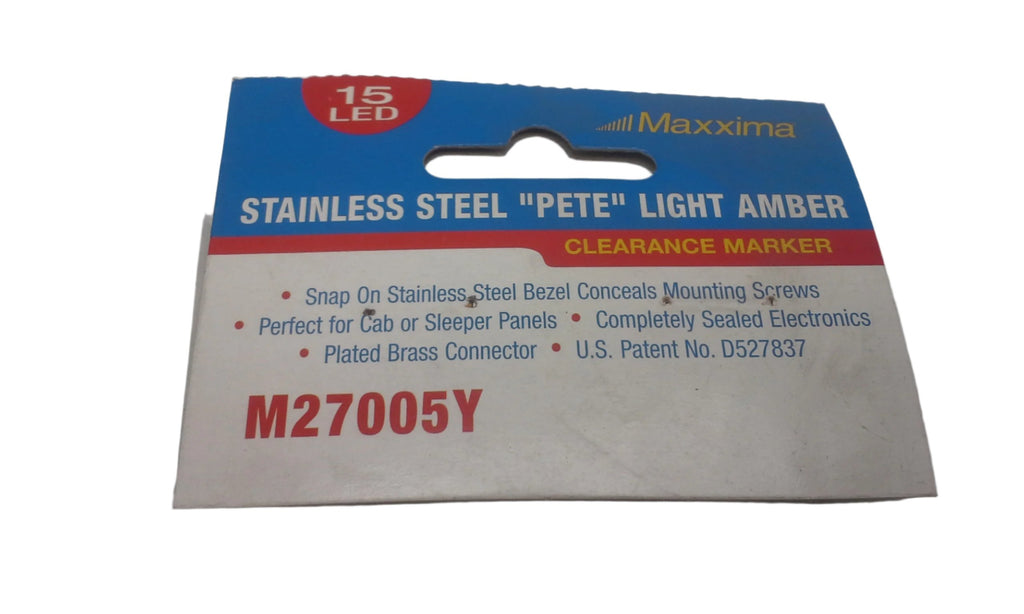 15
LED
Maxxima
STAINLESS STEEL "PETE" LIGHT AMBER
CLEARANCE MARKER
• Snap On Stainless Steel Bezel Conceals Mounting Screws
• Perfect for Cab or Sleeper Panels • Completely Sealed Electronics
• Plated Brass Connector • U.S. Patent No. D527837
M27005Y